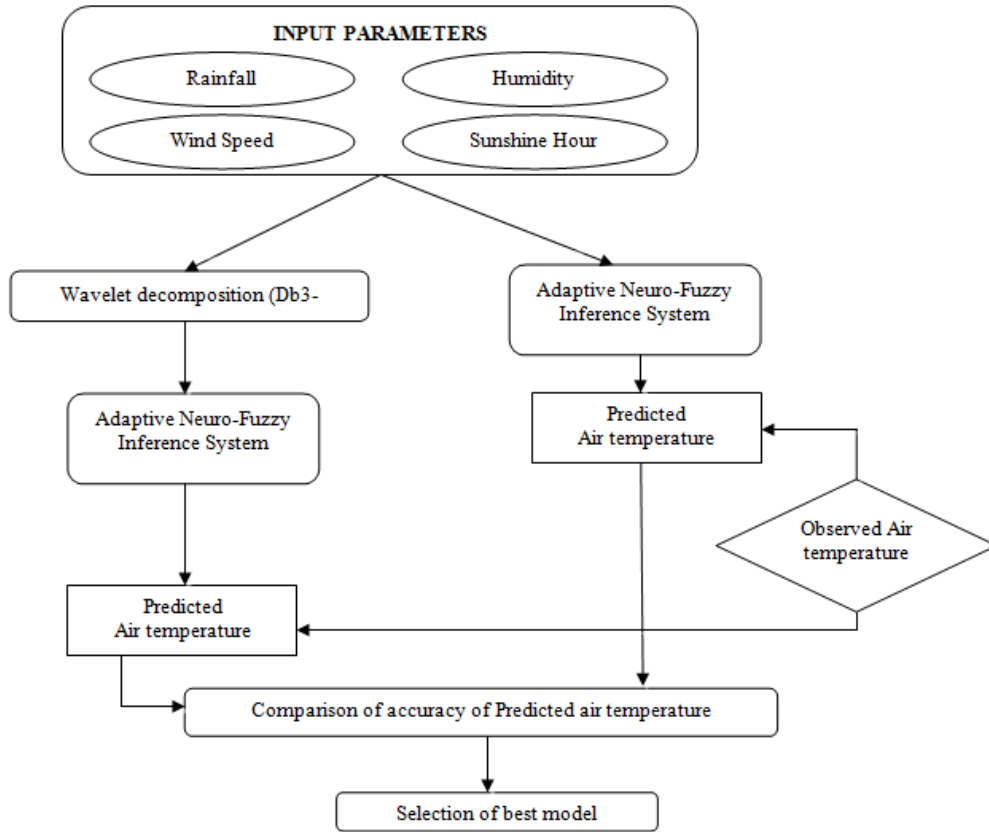 INPUT PARAMETERS
Rainfall
Humidity
Wind Speed
Sunshine Hour
Wavelet decomposition (Db3-
Adaptive Neuro-Fuzzy
Inference System
Adaptive Neuro-Fuzzy
Inference System
Predicted
Air temperature
Observed Air
temperature
Predicted
Air temperature
Comparison of accuracy of Predicted air temperature
Selection of best model